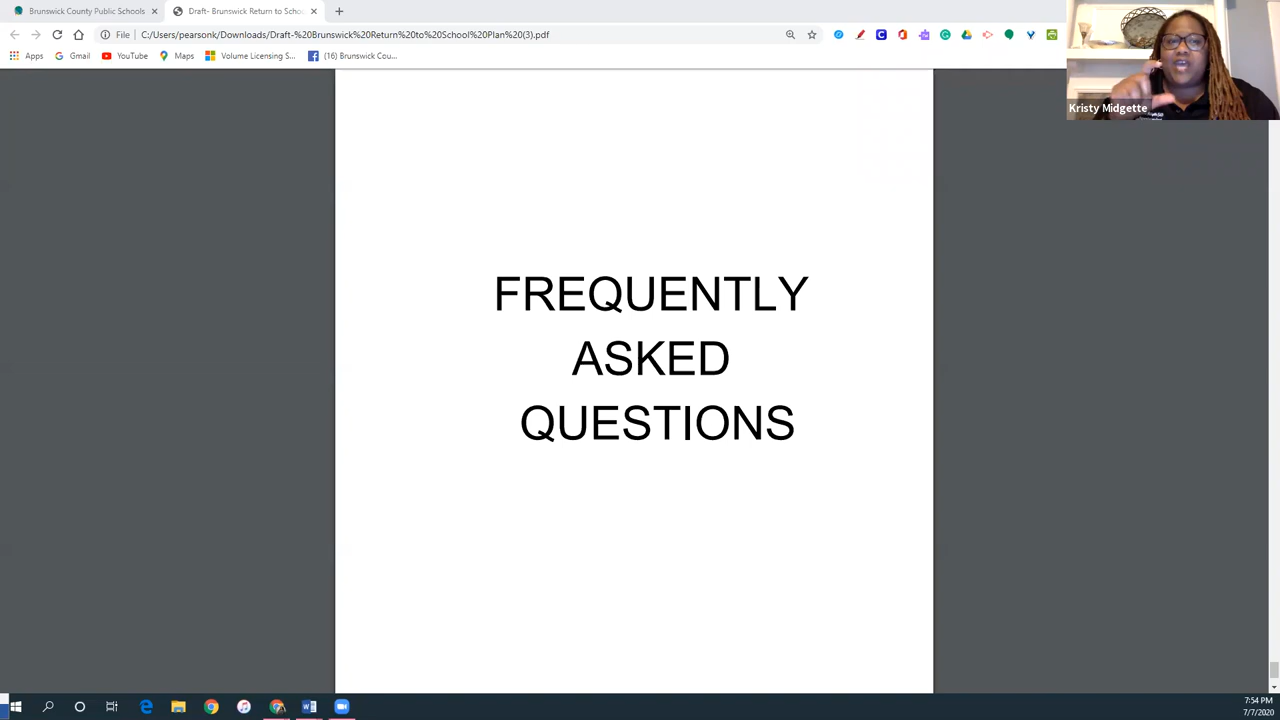 Brunswick County Public Schools
Draft- Brunswick Return to Schoo
File
C:/Users/pearsonk/Downloads/Draft-%20Brunswick%20Return%20to%20School%20Plan%20(3).pdf
Apps
Gmail
YouTube
Maps
Volume Licensing S...
(16) Brunswick Cou...
Kristy Midgette
FREQUENTLY
ASKED
QUESTIONS
7:54 PM
7/7/2020